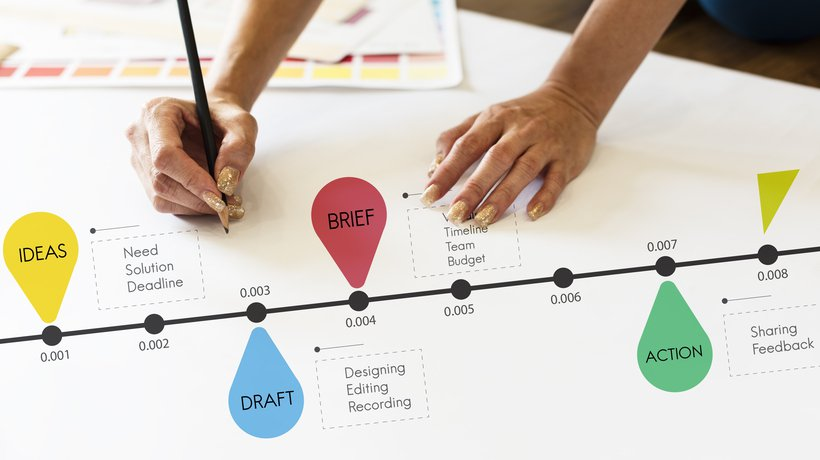 IDEAS
Need
Solution
Deadline
0.001
0.002
0.003
DRAFT
Designing
Editing
Recording
BRIEF
0.004
Timeline
Team
Budget
0.005
0.006
0.007
ACTION
0.008
Sharing
Feedback